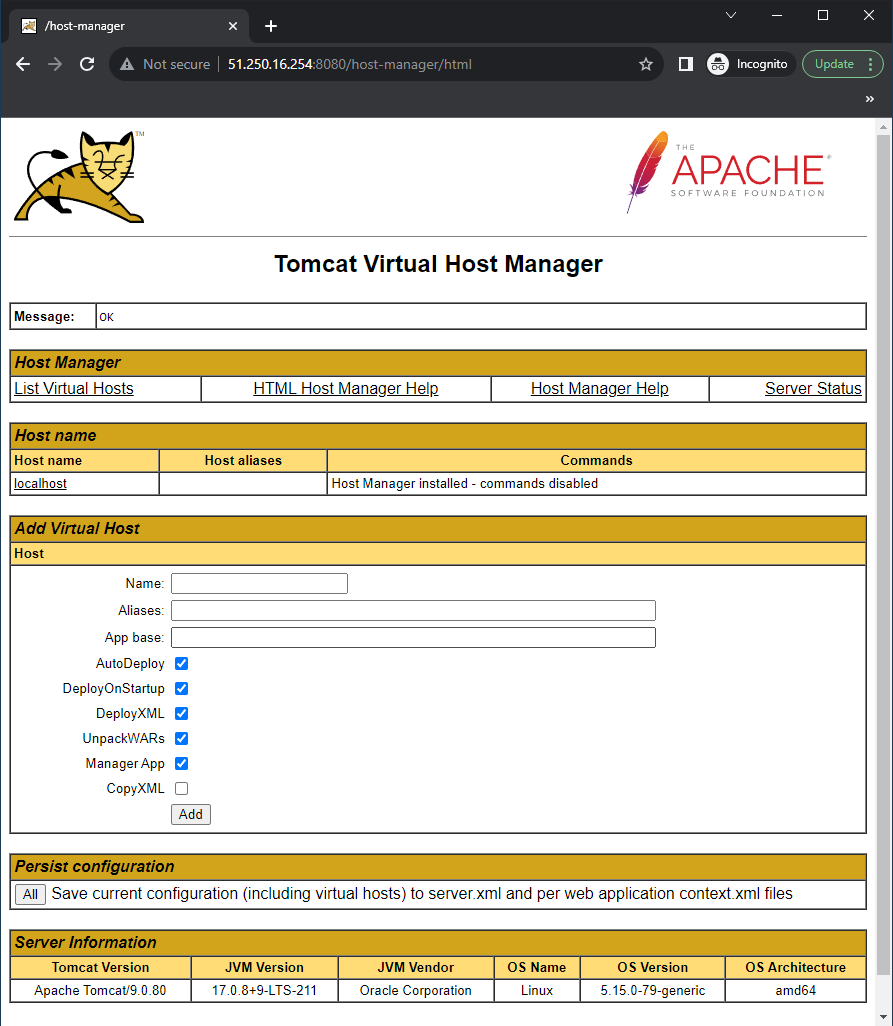 /host-manager
Not secure 51.250.16.254:8080/host-manager/html Incognito Update
»
TM
THE
APACHE®
SOFTWARE FOUNDATION
Tomcat Virtual Host Manager
Message: OK
Host Manager
List Virtual Hosts HTML Host Manager Help Host Manager Help Server Status
Host name
Host name Host aliases Commands
localhost Host Manager installed - commands disabled
Add Virtual Host
Host
Name:
Aliases:
App base:
AutoDeploy
DeployOnStartup
DeployXML
UnpackWARs
Manager App
CopyXML
Add
Persist configuration
All Save current configuration (including virtual hosts) to server.xml and per web application context.xml files
Server Information
Tomcat Version JVM Version JVM Vendor OS Name OS Version OS Architecture
Apache Tomcat/9.0.80 17.0.8+9-LTS-211 Oracle Corporation Linux 5.15.0-79-generic amd64